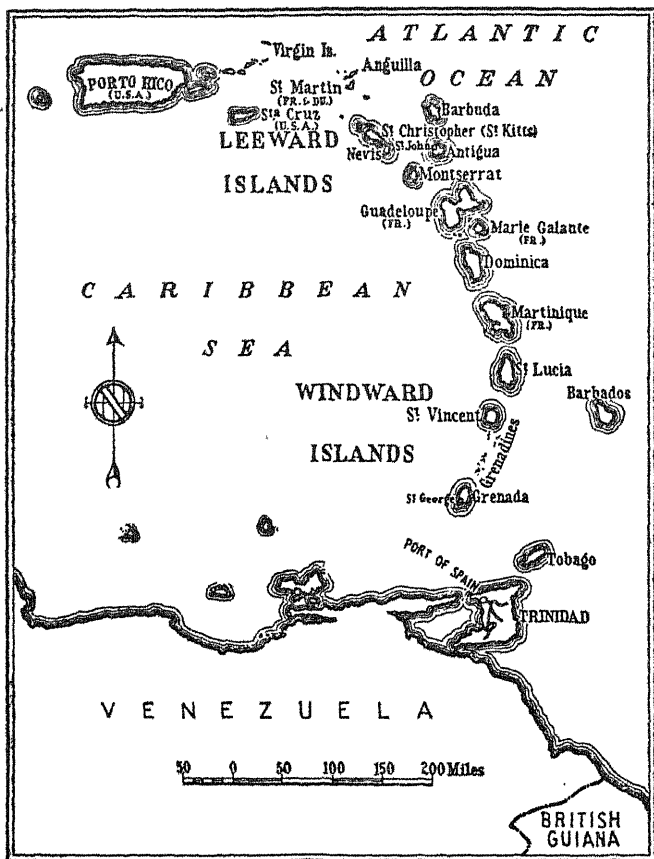 ATLANTIC
OCEAN
Virgin Is.
Anguilla
PORTO RICO
(U.S.A.)
St Martin
(FR. & DU.)
Sta Cruz
(U.S.A.)
Barbuda
St Christopher (St Kitts)
LEEWARD
ISLANDS
Nevis
St John
Antigua
Montserrat
Guadeloupe
(FR.)
Marie Galante
(FR.)
Dominica
CARIBBEAN
SEA
Martinique
(FR.)
St Lucia
WINDWARD
ISLANDS
Barbados
St Vincent
Grenadines
St George
Grenada
PORT OF SPAIN
Tobago
TRINIDAD
VENEZUELA
50 0 50 100 150 200 Miles
BRITISH
GUIANA